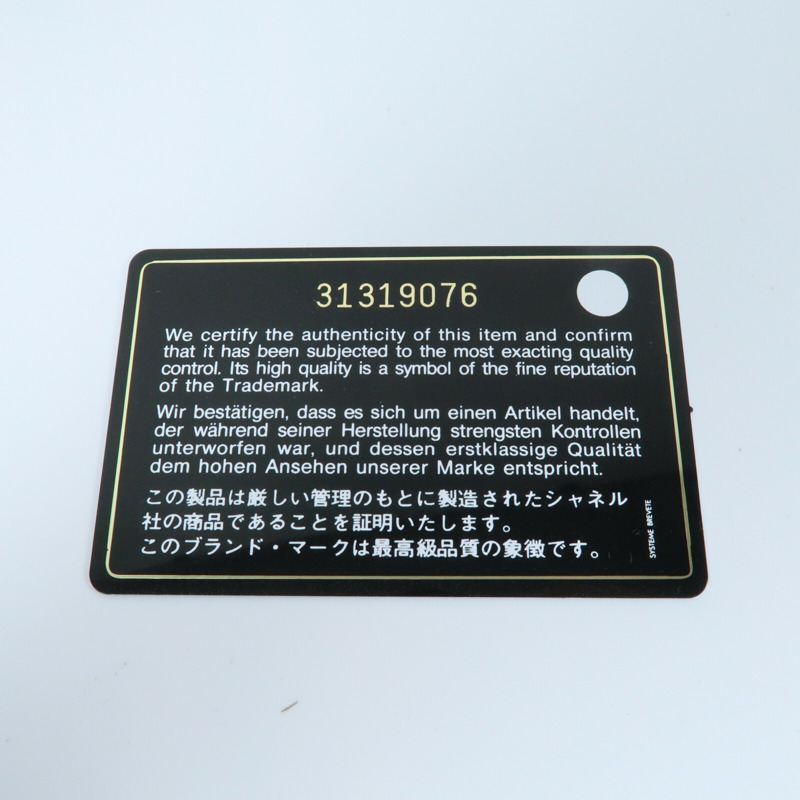 31319076
We certify the authenticity of this item and confirm
that it has been subjected to the most exacting quality
control. Its high quality is a symbol of the fine reputation
of the Trademark.
Wir bestätigen, dass es sich um einen Artikel handelt,
der während seiner Herstellung strengsten Kontrollen
unterworfen war, und dessen erstklassige Qualität
dem hohen Ansehen unserer Marke entspricht.
この製品は厳しい管理のもとに製造されたシャネル
社の商品であることを証明いたします。
このブランド・マークは最高級品質の象徴です。
SYSTEME BREVETE